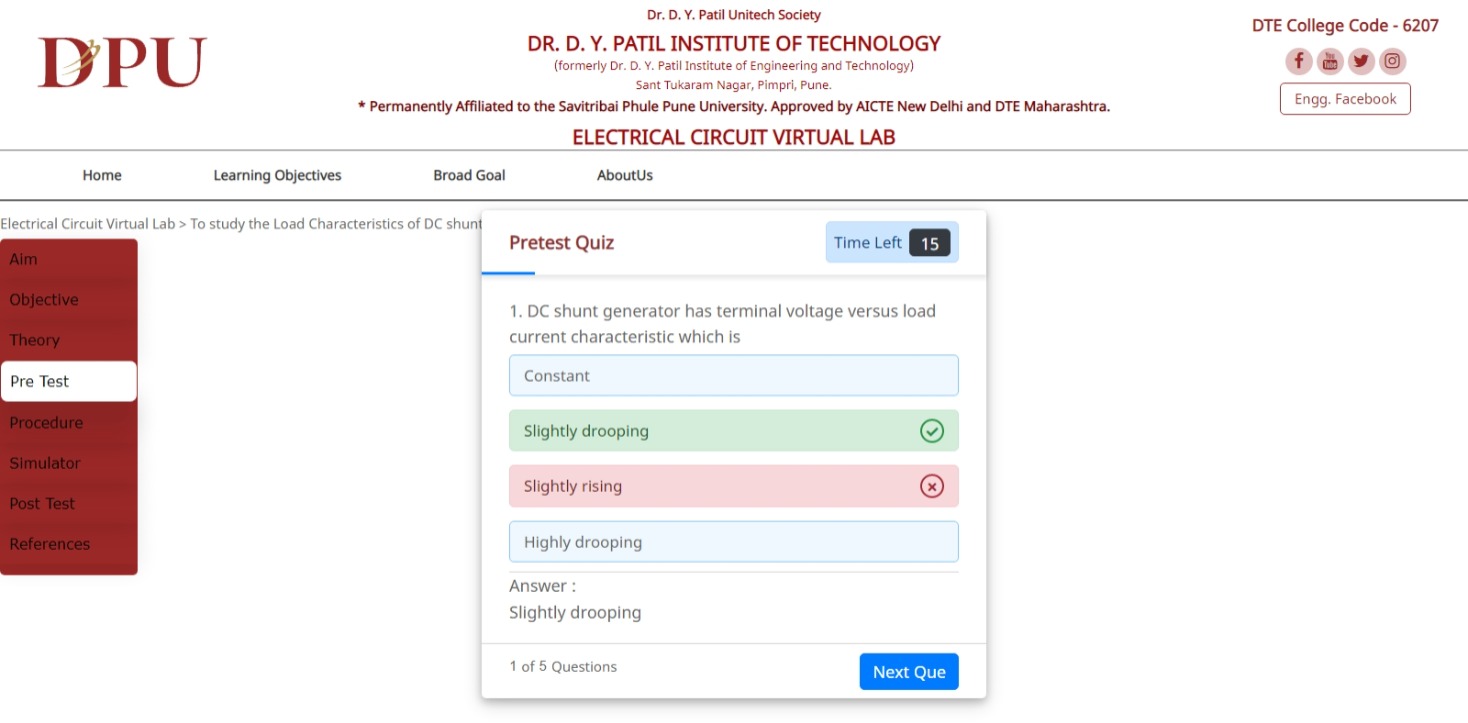 DPU
Dr. D. Y. Patil Unitech Society
DR. D. Y. PATIL INSTITUTE OF TECHNOLOGY
(formerly Dr. D. Y. Patil Institute of Engineering and Technology)
Sant Tukaram Nagar, Pimpri, Pune.
* Permanently Affiliated to the Savitribai Phule Pune University. Approved by AICTE New Delhi and DTE Maharashtra.
ELECTRICAL CIRCUIT VIRTUAL LAB
DTE College Code - 6207
Engg. Facebook
Home Learning Objectives Broad Goal AboutUs
Electrical Circuit Virtual Lab > To study the Load Characteristics of DC shunt
Aim
Objective
Theory
Pre Test
Procedure
Simulator
Post Test
References
Pretest Quiz
Time Left 15
1. DC shunt generator has terminal voltage versus load
current characteristic which is
Constant
Slightly drooping
Slightly rising
Highly drooping
Answer :
Slightly drooping
1 of 5 Questions
Next Que